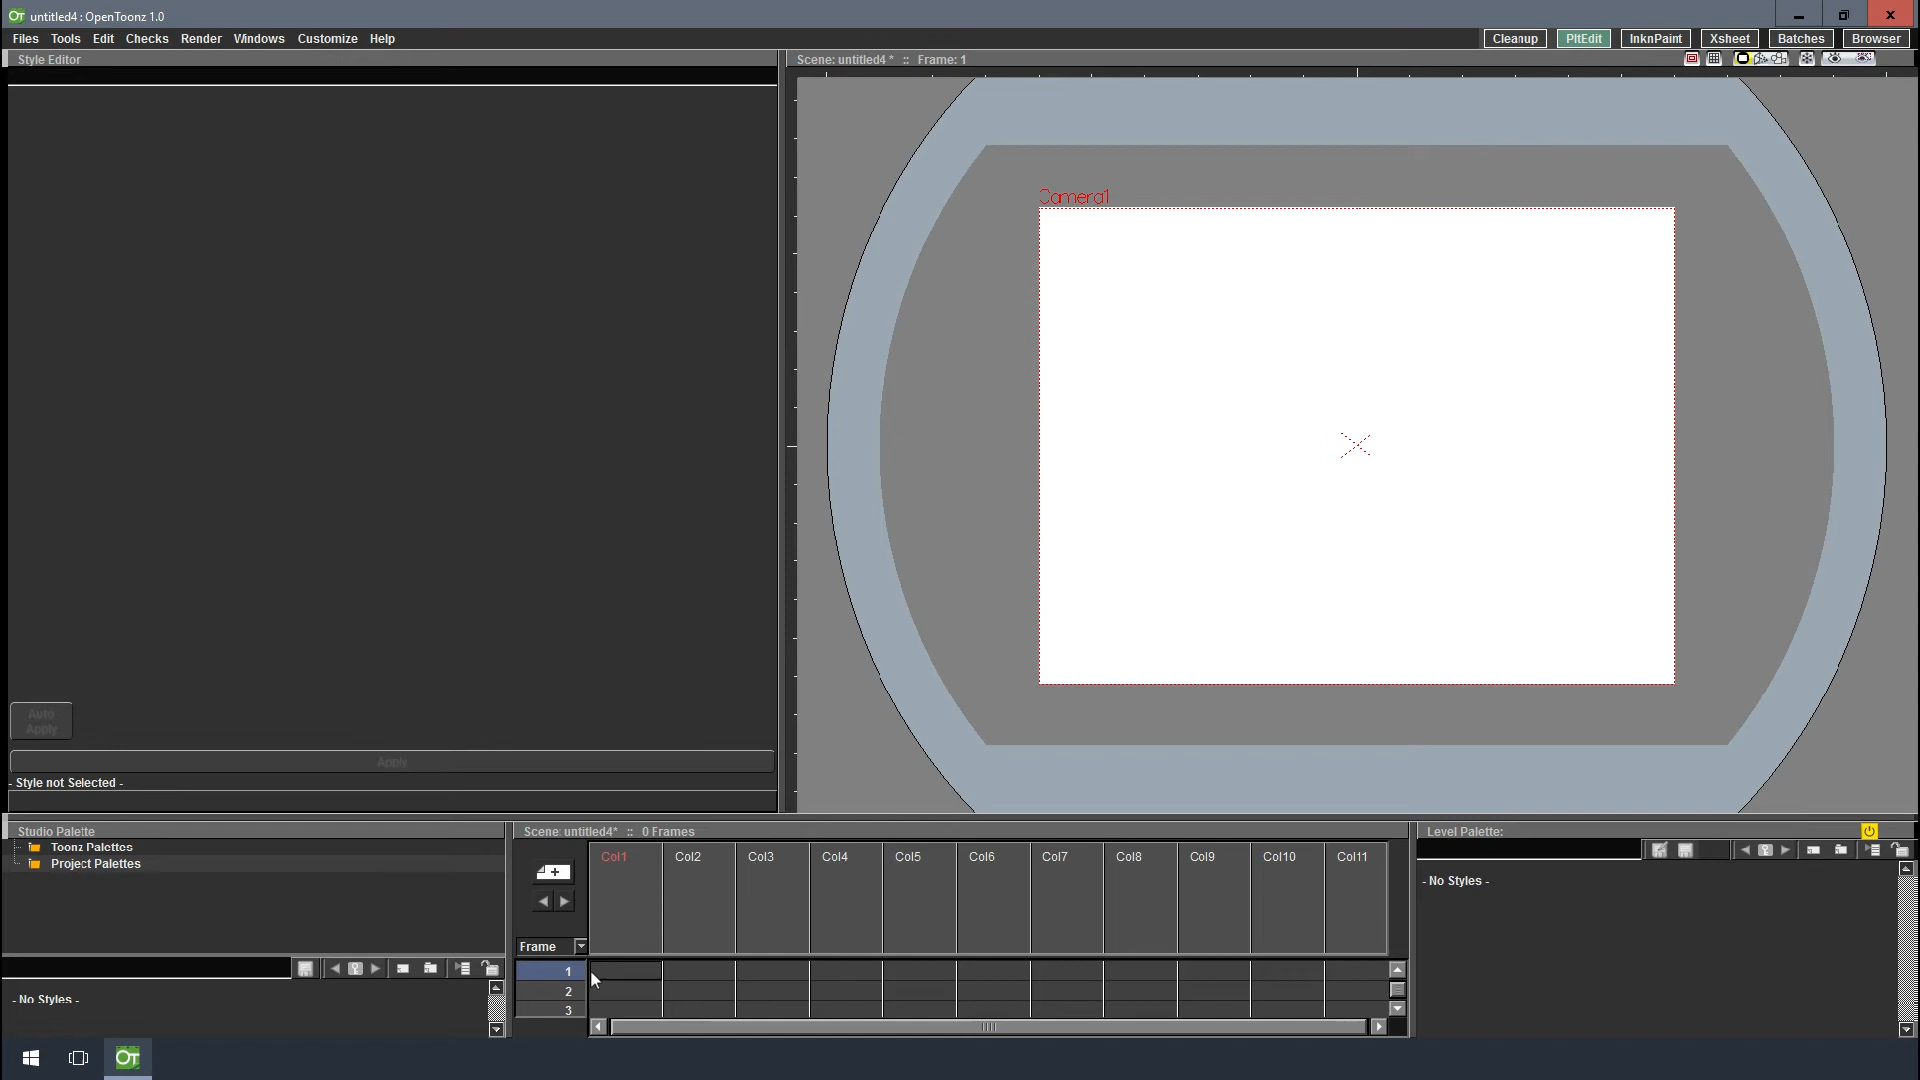 untitled4 : OpenToonz 1.0
Files Tools Edit Checks Render Windows Customize Help
Cleanup PltEdit InknPaint Xsheet Batches Browser
Style Editor
Scene: untitled4 * :: Frame: 1
Camera1
Auto
Apply
Apply
- Style not Selected -
Studio Palette
Toonz Palettes
Project Palettes
- No Styles -
Scene: untitled4* :: 0 Frames
Col1 Col2 Col3 Col4 Col5 Col6 Col7 Col8 Col9 Col10 Col11
Frame
1
2
3
Level Palette:
- No Styles -
OT